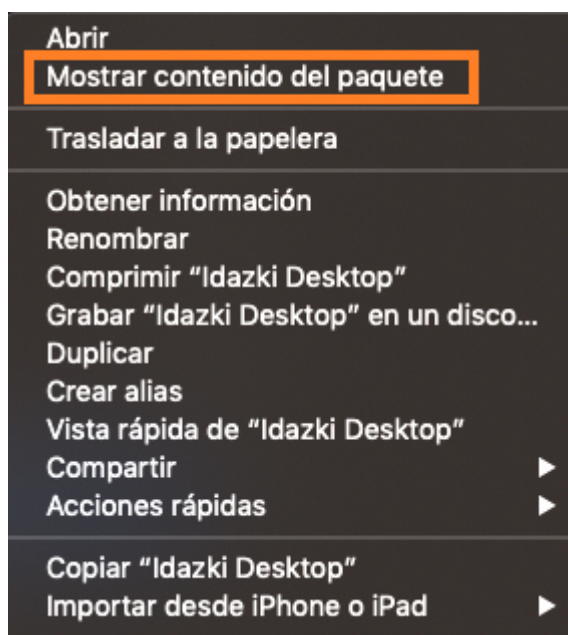 Abrir
Mostrar contenido del paquete
Trasladar a la papelera
Obtener información
Renombrar
Comprimir “Idazki Desktop”
Grabar “Idazki Desktop” en un disco...
Duplicar
Crear alias
Vista rápida de “Idazki Desktop”
Compartir
Acciones rápidas
Copiar “Idazki Desktop”
Importar desde iPhone o iPad